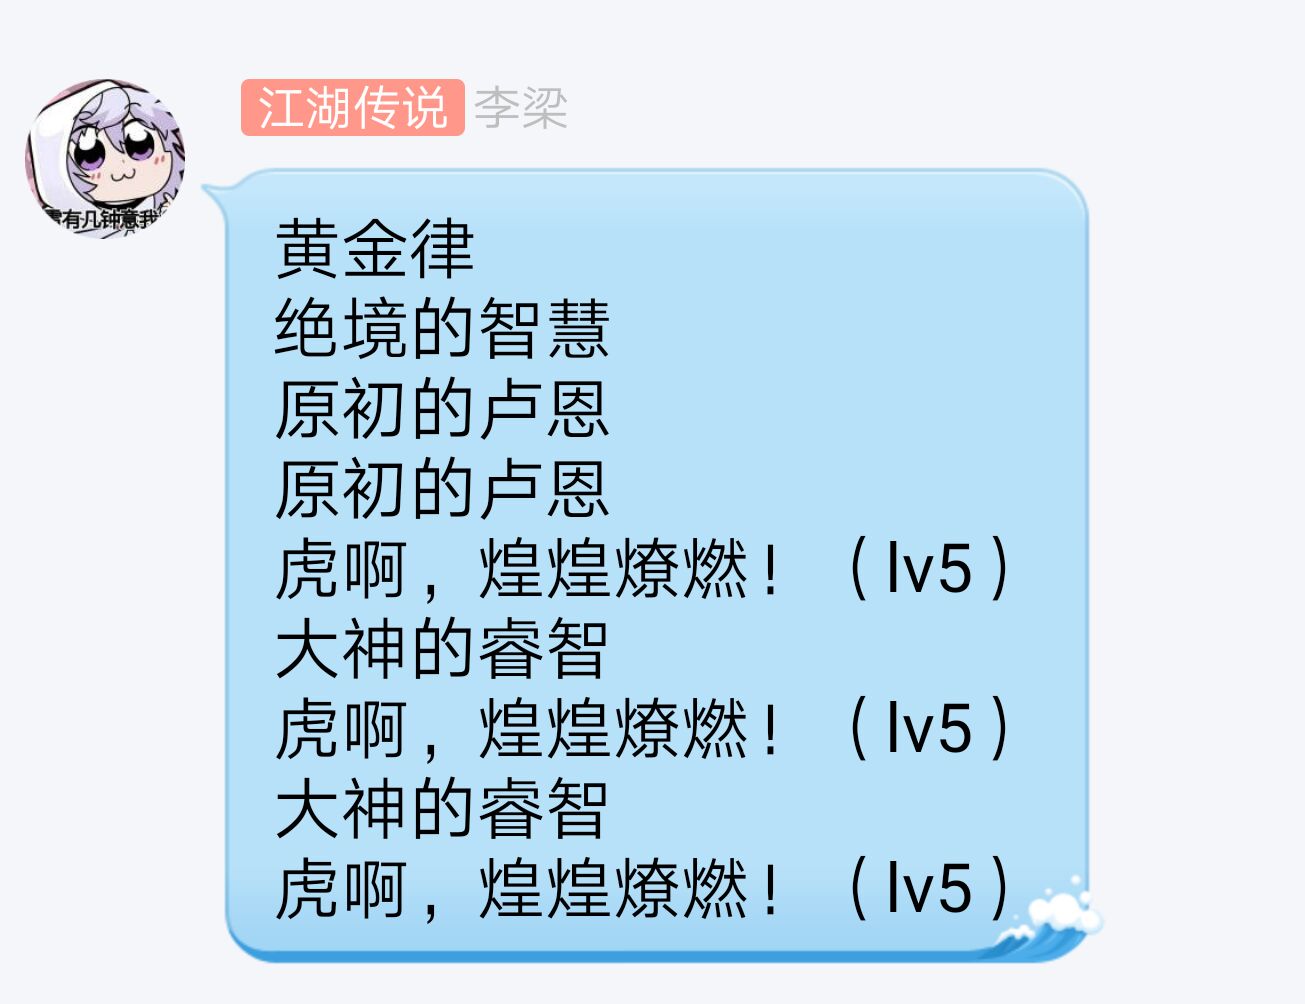 江湖传说 李梁
有几钟意我
黄金律
绝境的智慧
原初的卢恩
原初的卢恩
虎啊，煌煌燎燃！（lv5）
大神的睿智
虎啊，煌煌燎燃！（lv5）
大神的睿智
虎啊，煌煌燎燃！（lv5）